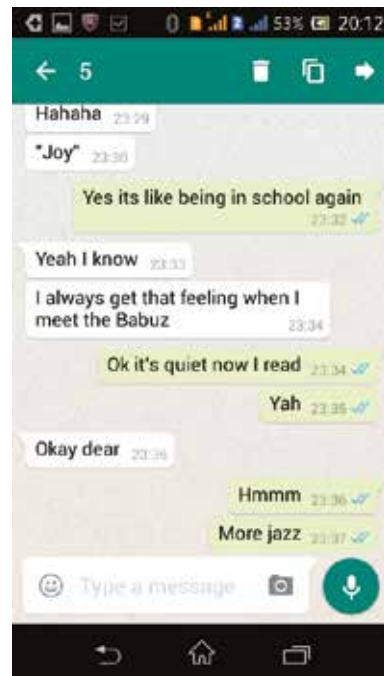 53% 20:12
5
Hahaha 23:29
"Joy" 23:30
Yes its like being in school again
23:32
Yeah I know 23:33
I always get that feeling when I
meet the Babuz 23:34
Ok it's quiet now I read 23:34
Yah 23:35
Okay dear 23:36
Hmmm 23:36
More jazz 23:37
Type a message